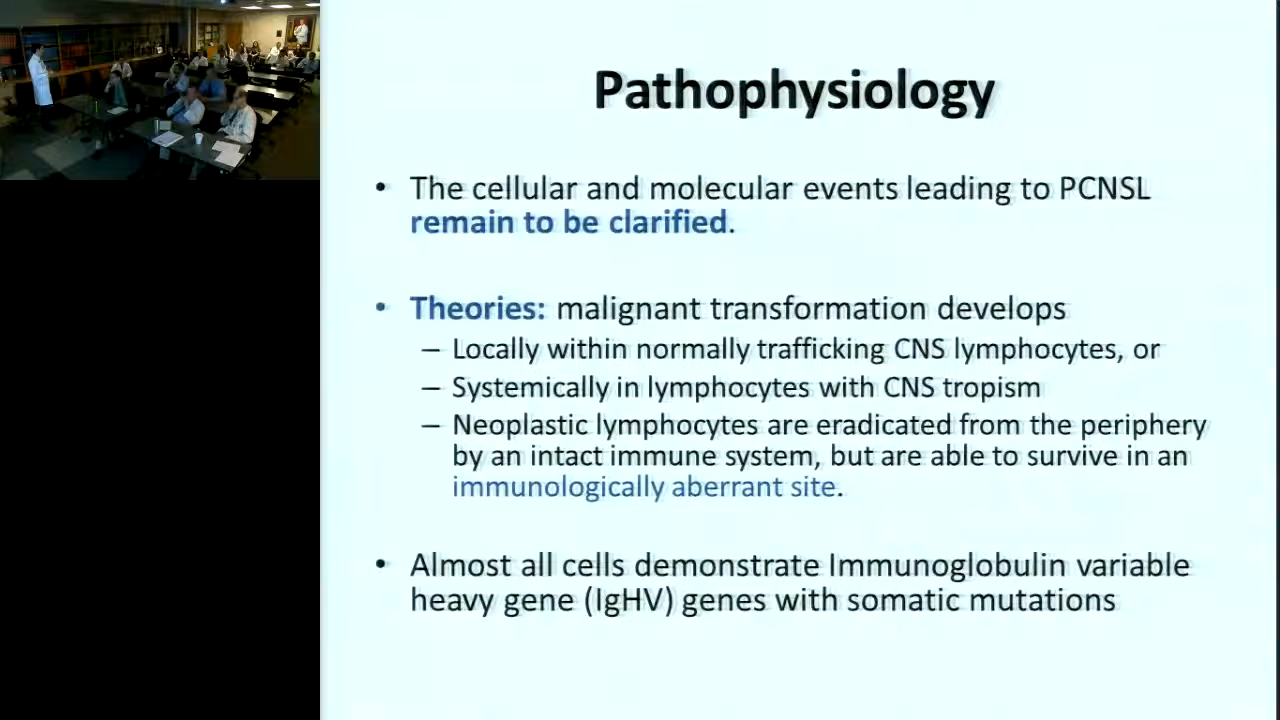 Pathophysiology
• The cellular and molecular events leading to PCNSL
remain to be clarified.
• Theories: malignant transformation develops
– Locally within normally trafficking CNS lymphocytes, or
– Systemically in lymphocytes with CNS tropism
– Neoplastic lymphocytes are eradicated from the periphery
by an intact immune system, but are able to survive in an
immunologically aberrant site.
• Almost all cells demonstrate Immunoglobulin variable
heavy gene (IgHV) genes with somatic mutations